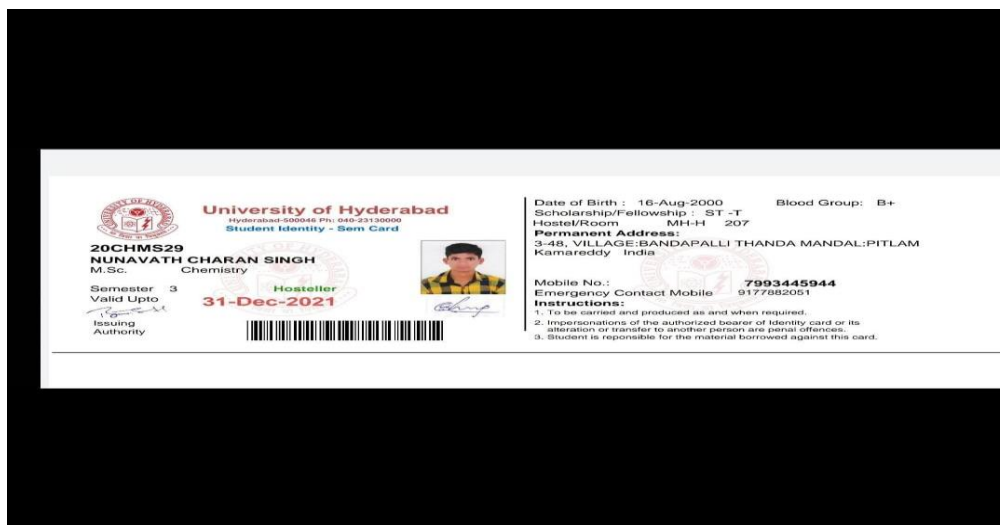 University of Hyderabad
Hyderabad-500046 Ph: 040-23130000
Student Identity - Sem Card
20CHMS29
NUNAVATH CHARAN SINGH
M.Sc. Chemistry
Semester 3 Hosteller
Valid Upto 31-Dec-2021
Issuing
Authority
Date of Birth : 16-Aug-2000 Blood Group: B+
Scholarship/Fellowship : ST -T
Hostel/Room MH-H 207
Permanent Address:
3-48, VILLAGE:BANDAPALLI THANDA MANDAL:PITLAM
Kamareddy India
Mobile No.: 7993445944
Emergency Contact Mobile 9177882051
Instructions:
1. To be carried and produced as and when required.
2. Impersonations of the authorized bearer of Identity card or its
alteration or transfer to another person are penal offences.
3. Student is reponsible for the material borrowed against this card.